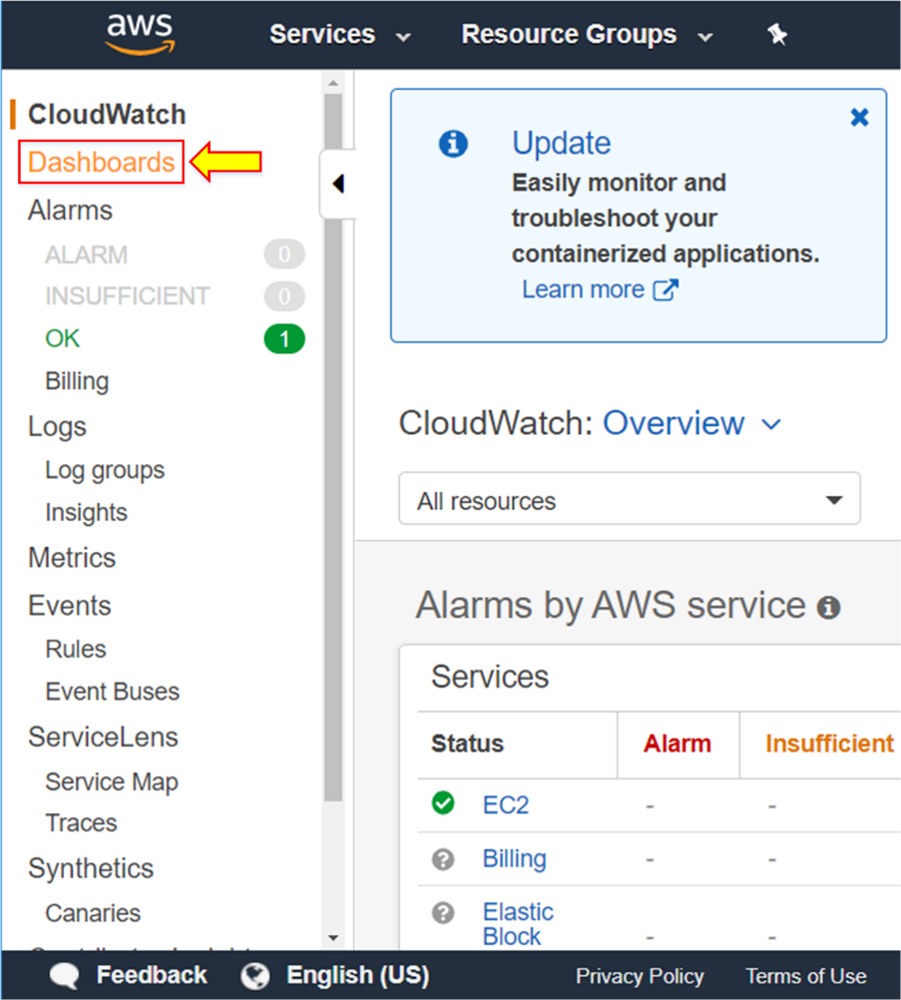 aws Services Resource Groups
CloudWatch
Dashboards
Alarms
ALARM 0
INSUFFICIENT 0
OK 1
Billing
Logs
Log groups
Insights
Metrics
Events
Rules
Event Buses
ServiceLens
Service Map
Traces
Synthetics
Canaries
Update
Easily monitor and
troubleshoot your
containerized applications.
Learn more
CloudWatch: Overview
All resources
Alarms by AWS service
Services
Status Alarm Insufficient
EC2 - -
Billing - -
Elastic
Block - -
Feedback English (US) Privacy Policy Terms of Use